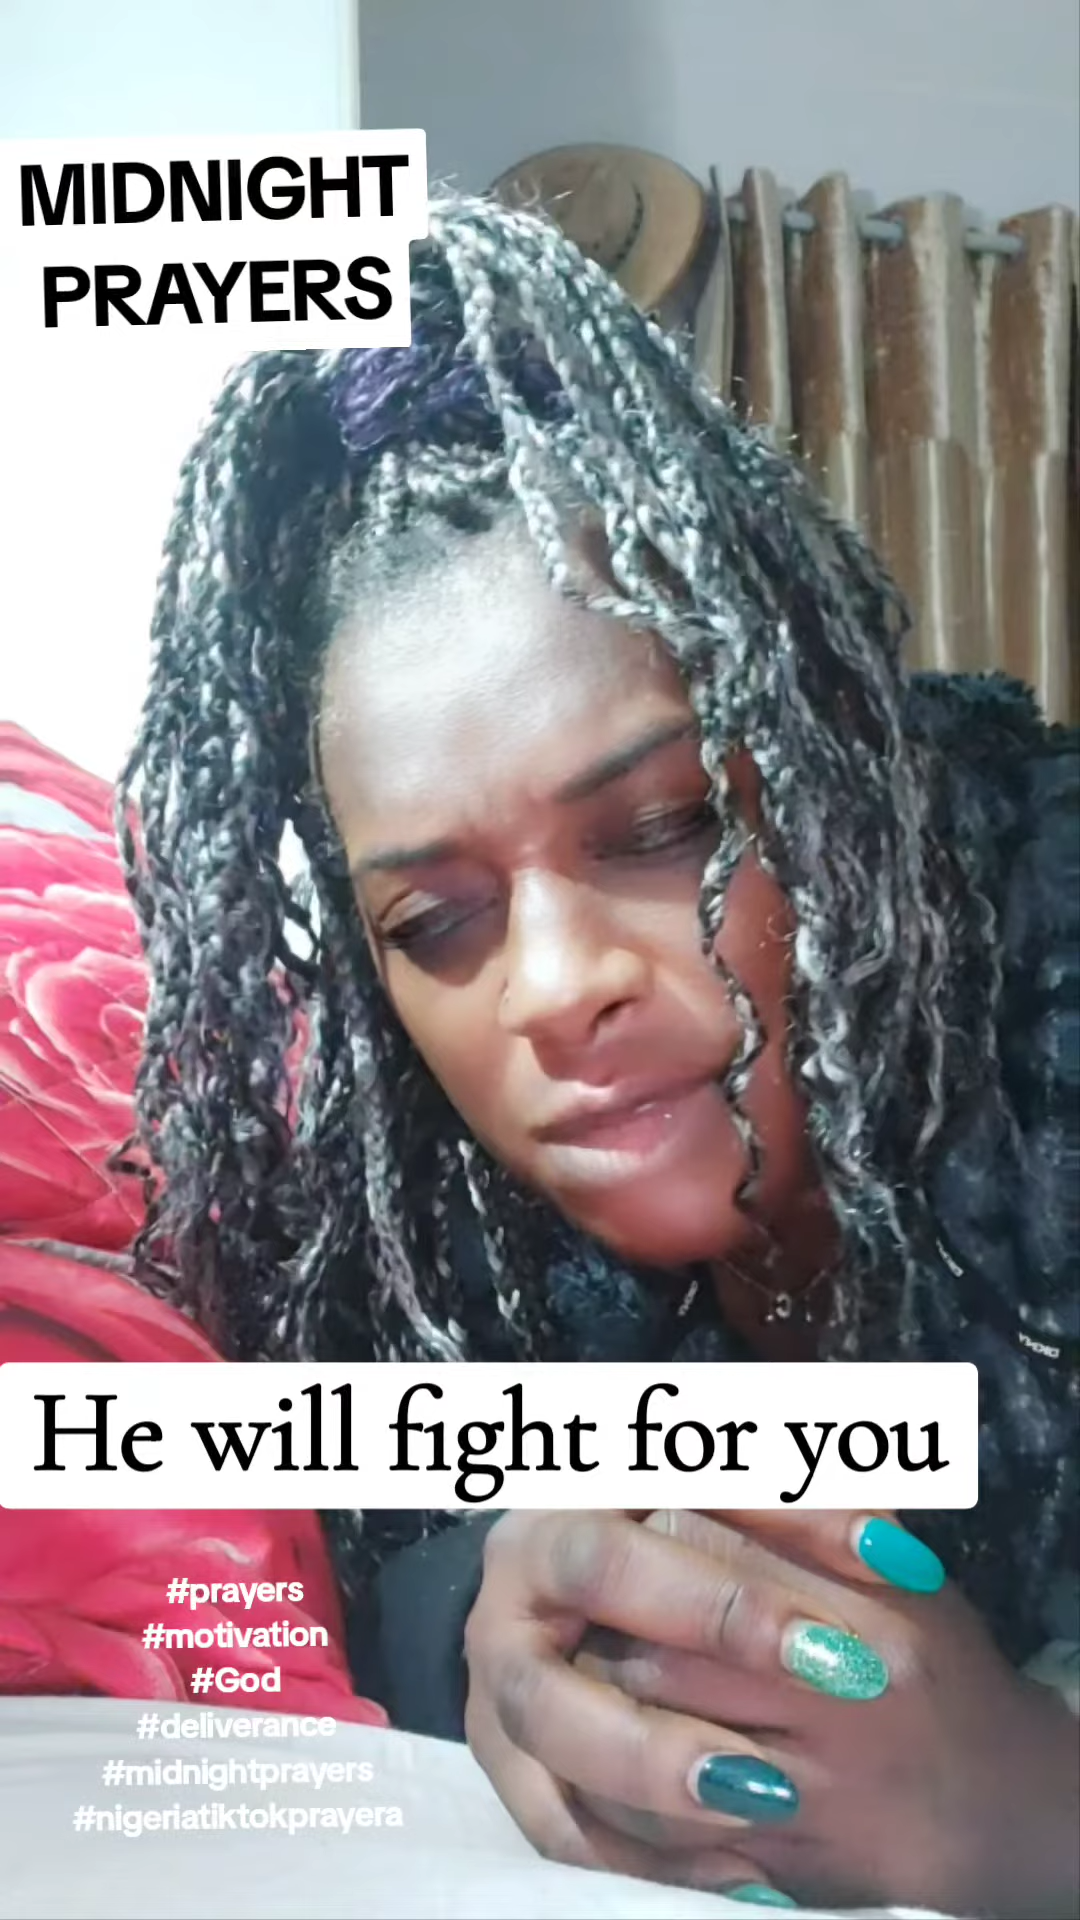 MIDNIGHT
PRAYERS
He will fight for you
#prayers
#motivation
#God
#deliverance
#midnightprayers
#nigeriatiktokprayera